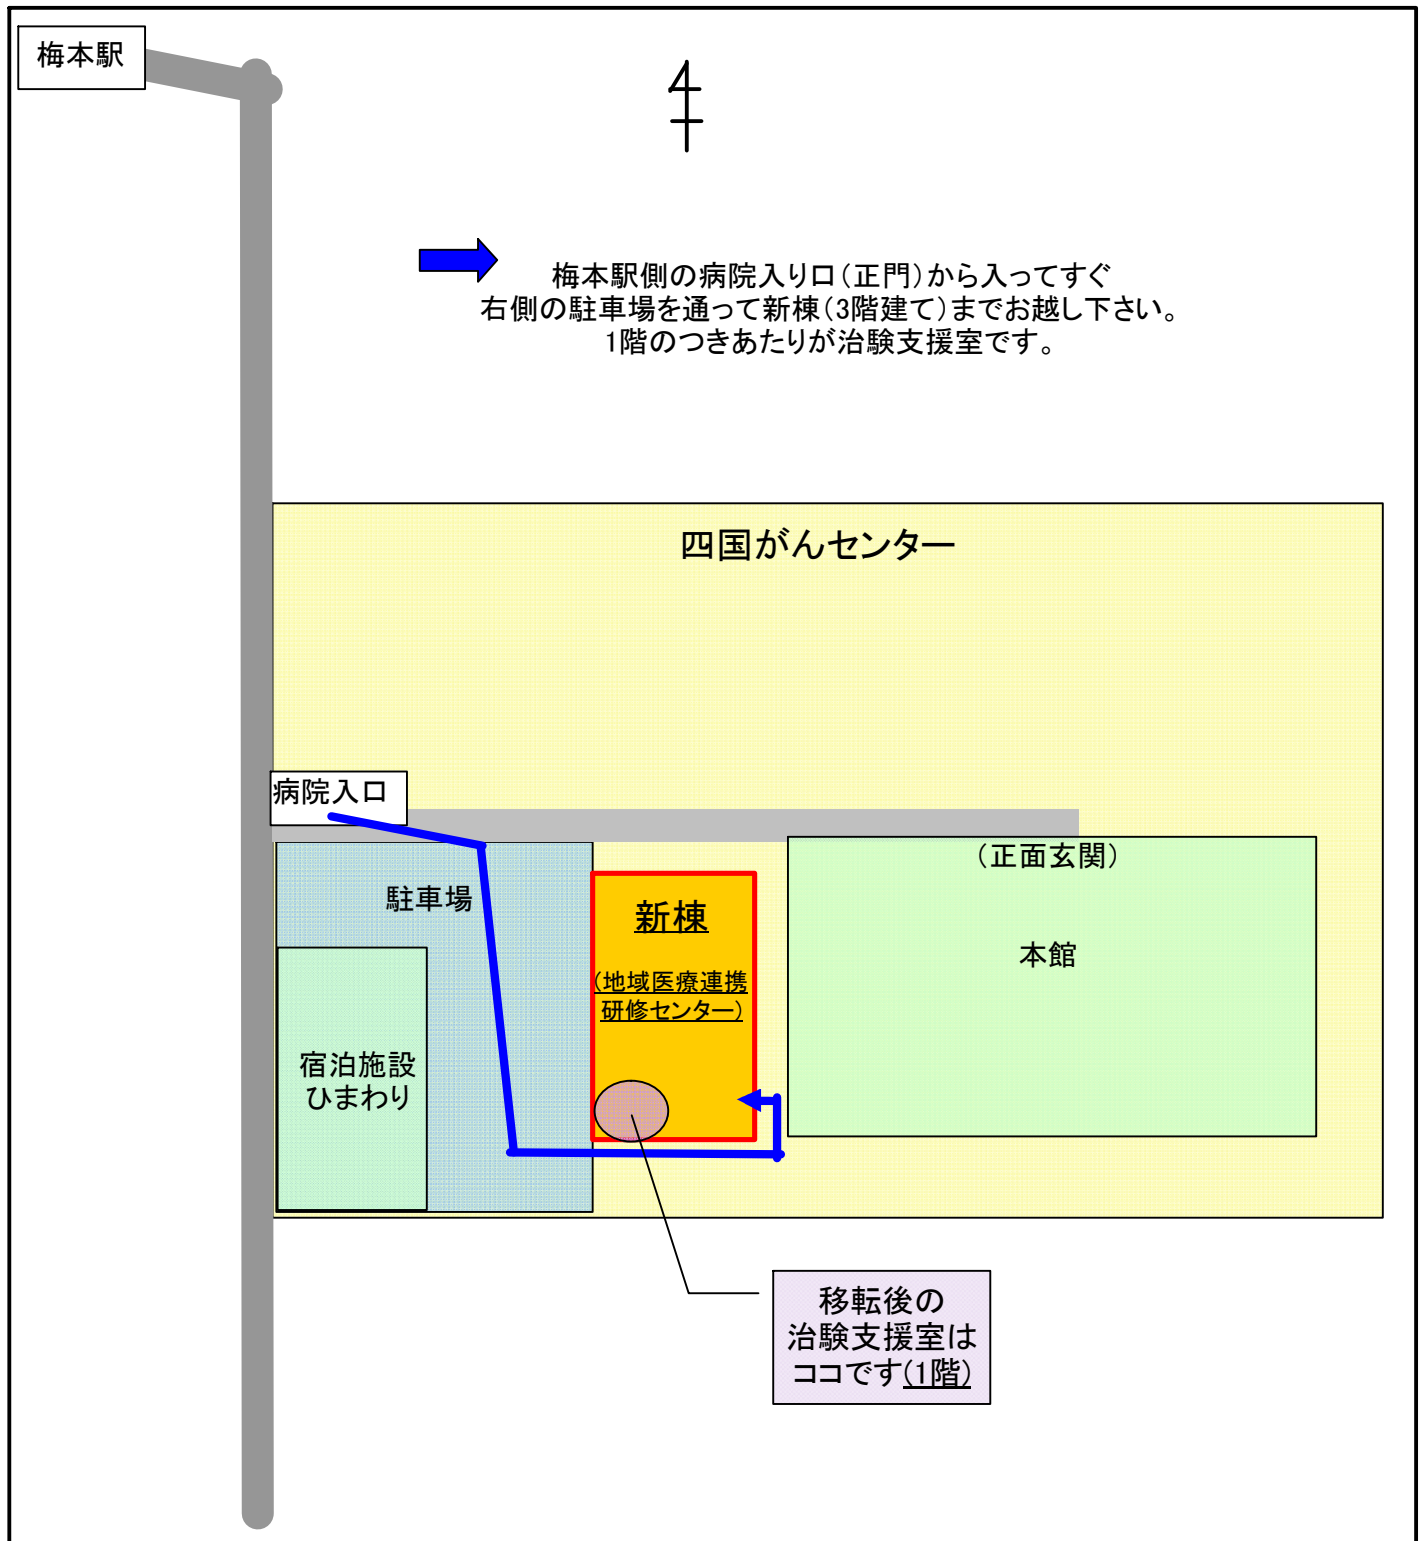 梅本駅
梅本駅側の病院入り口（正門）から入ってすぐ
右側の駐車場を通って新棟（3階建て）までお越し下さい。
1階のつきあたりが治験支援室です。
四国がんセンター
病院入口
（正面玄関）
駐車場
新棟
本館
（地域医療連携
研修センター）
宿泊施設
ひまわり
移転後の
治験支援室は
ココです(1階)